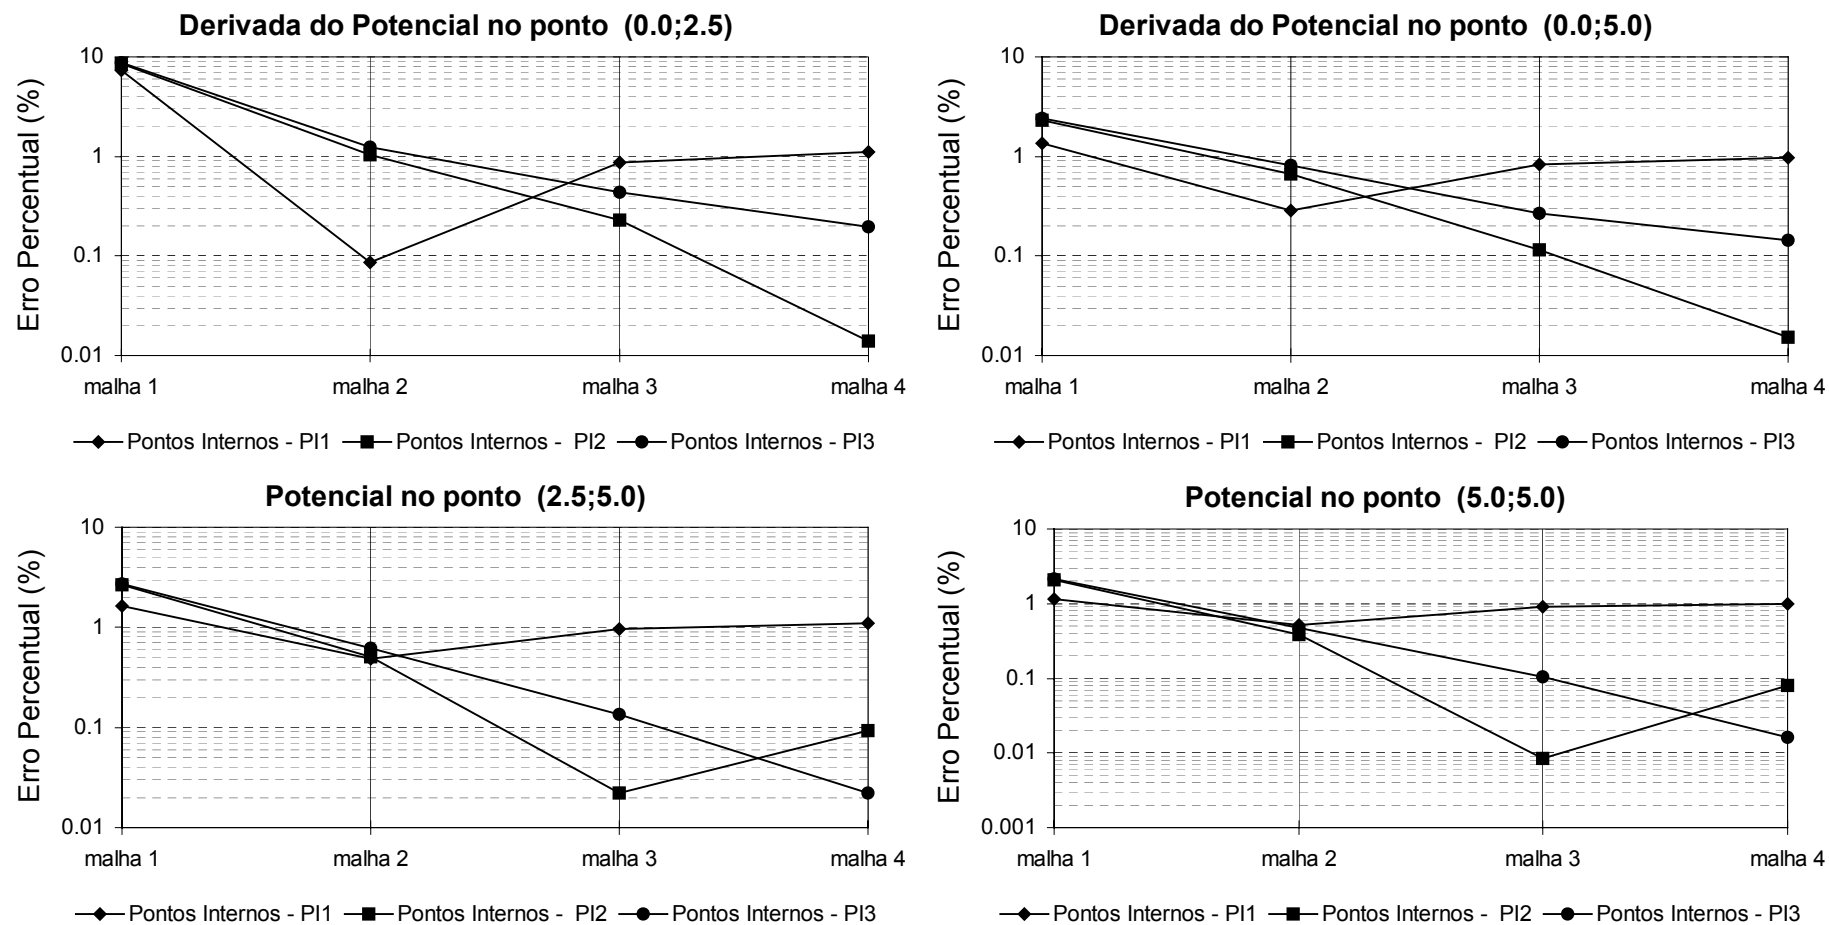 Derivada do Potencial no ponto (0.0;2.5)
Erro Percentual (%)
10
1
0.1
0.01
malha 1 malha 2 malha 3 malha 4
Pontos Internos - PI1 Pontos Internos - PI2 Pontos Internos - PI3
Derivada do Potencial no ponto (0.0;5.0)
Erro Percentual (%)
10
1
0.1
0.01
malha 1 malha 2 malha 3 malha 4
Pontos Internos - PI1 Pontos Internos - PI2 Pontos Internos - PI3
Potencial no ponto (2.5;5.0)
Erro Percentual (%)
10
1
0.1
0.01
malha 1 malha 2 malha 3 malha 4
Pontos Internos - PI1 Pontos Internos - PI2 Pontos Internos - PI3
Potencial no ponto (5.0;5.0)
Erro Percentual (%)
10
1
0.1
0.01
0.001
malha 1 malha 2 malha 3 malha 4
Pontos Internos - PI1 Pontos Internos - PI2 Pontos Internos - PI3